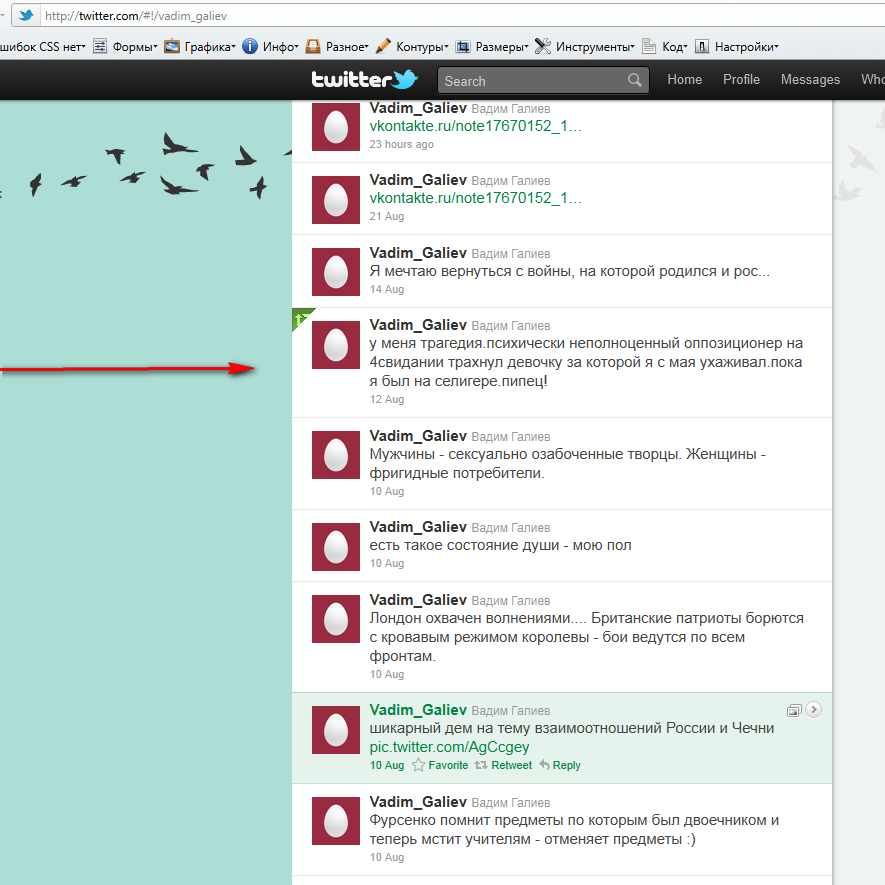 http://twitter.com/#!/vadim_galiev
шибок CSS нет Формы Графика Инфо Разное Контуры Размеры Инструменты Код Настройки
twitter Search Home Profile Messages Who
Vadim_Galiev Вадим Галиев
vkontakte.ru/note17670152_1...
23 hours ago
Vadim_Galiev Вадим Галиев
vkontakte.ru/note17670152_1...
21 Aug
Vadim_Galiev Вадим Галиев
Я мечтаю вернуться с войны, на которой родился и рос...
14 Aug
Vadim_Galiev Вадим Галиев
у меня трагедия.психически неполноценный оппозиционер на
4свидании трахнул девочку за которой я с мая ухаживал.пока
я был на селигере.пипец!
12 Aug
Vadim_Galiev Вадим Галиев
Мужчины - сексуально озабоченные творцы. Женщины -
фригидные потребители.
10 Aug
Vadim_Galiev Вадим Галиев
есть такое состояние души - мою пол
10 Aug
Vadim_Galiev Вадим Галиев
Лондон охвачен волнениями.... Британские патриоты борются
с кровавым режимом королевы - бои ведутся по всем
фронтам.
10 Aug
Vadim_Galiev Вадим Галиев
шикарный дем на тему взаимоотношений России и Чечни
pic.twitter.com/AgCcgey
10 Aug Favorite Retweet Reply
Vadim_Galiev Вадим Галиев
Фурсенко помнит предметы по которым был двоечником и
теперь мстит учителям - отменяет предметы :)
10 Aug